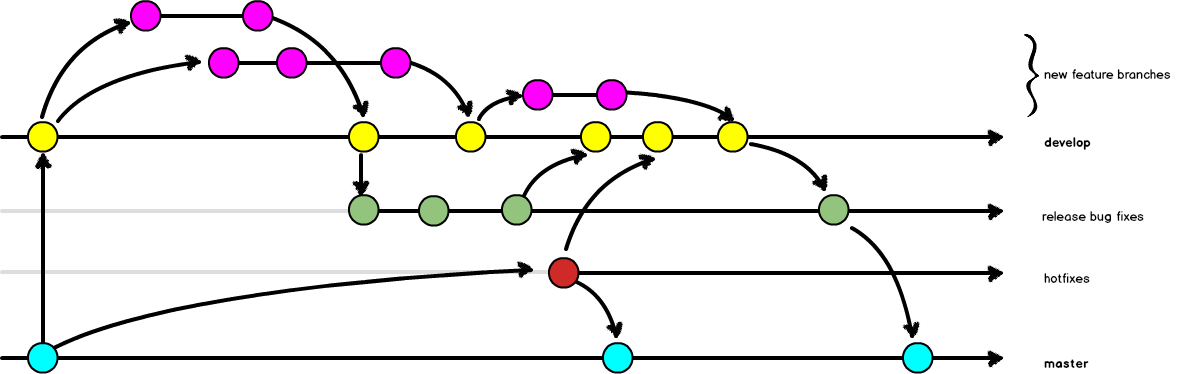 new feature branches
develop
release bug fixes
hotfixes
master